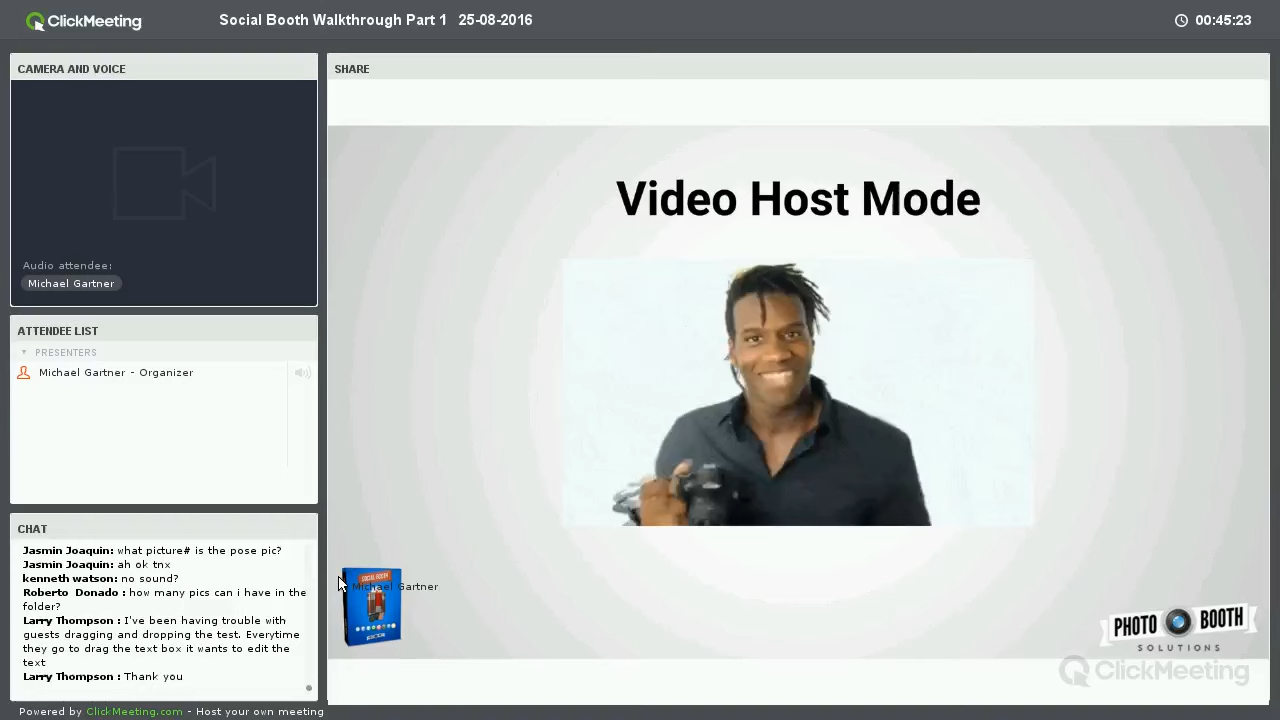 ClickMeeting
Social Booth Walkthrough Part 1 25-08-2016
00:45:23
CAMERA AND VOICE
Audio attendee:
Michael Gartner
ATTENDEE LIST
PRESENTERS
Michael Gartner - Organizer
CHAT
Jasmin Joaquin: what picture# is the pose pic?
Jasmin Joaquin: ah ok tnx
kenneth watson: no sound?
Roberto Donado : how many pics can i have in the
folder?
Larry Thompson : I've been having trouble with
guests dragging and dropping the test. Everytime
they go to drag the text box it wants to edit the
text
Larry Thompson : Thank you
SHARE
Video Host Mode
SOCIAL BOOTH
Michael Gartner
PHOTO BOOTH
SOLUTIONS
ClickMeeting
Powered by ClickMeeting.com - Host your own meeting